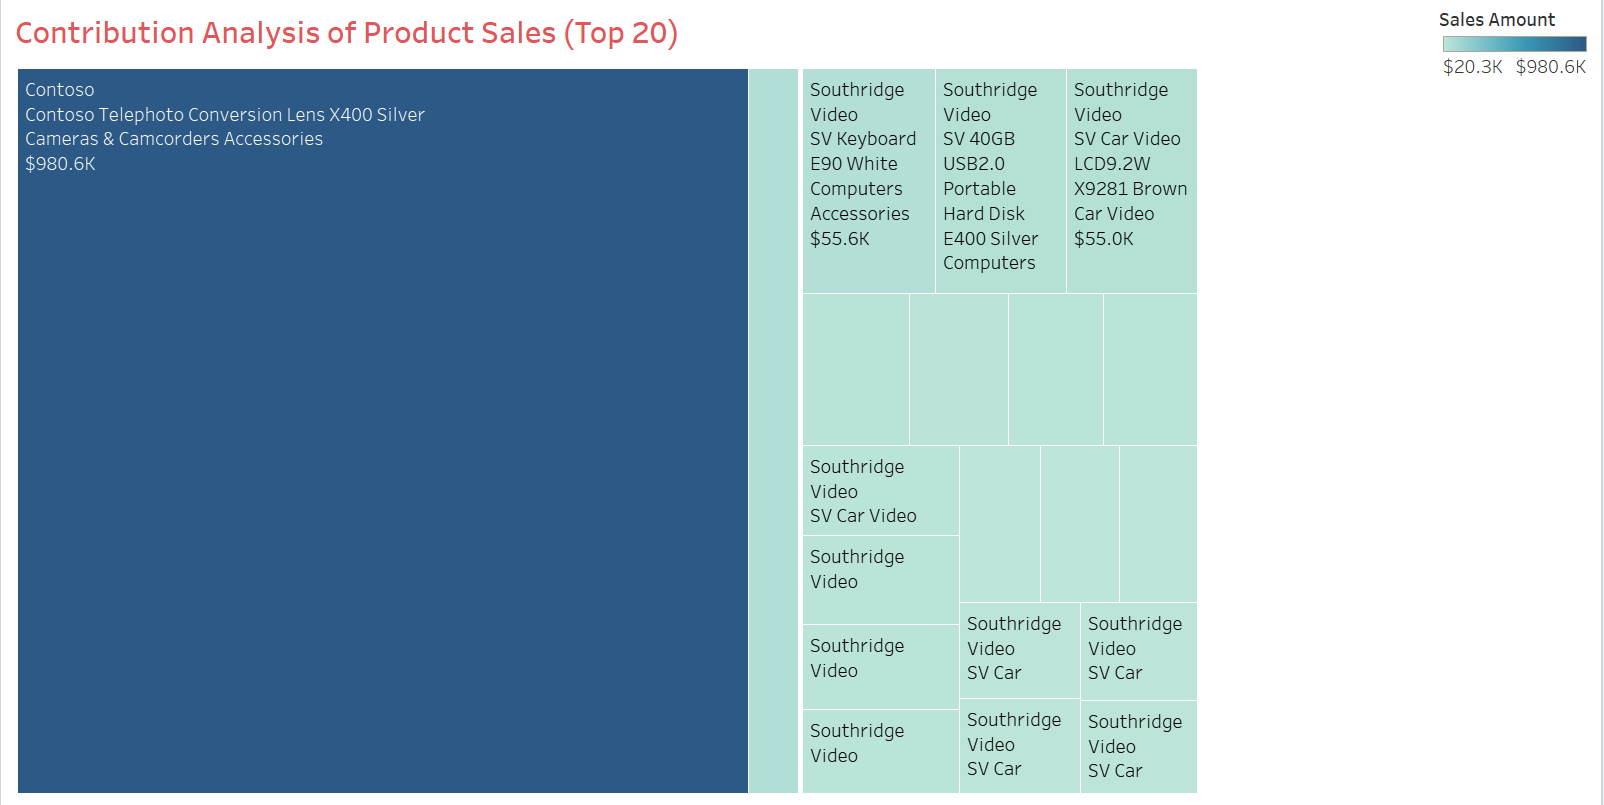 Contribution Analysis of Product Sales (Top 20)
Sales Amount
$20.3K $980.6K
Contoso
Contoso Telephoto Conversion Lens X400 Silver
Cameras & Camcorders Accessories
$980.6K
Southridge
Video
SV Keyboard
E90 White
Computers
Accessories
$55.6K
Southridge
Video
SV 40GB
USB2.0
Portable
Hard Disk
E400 Silver
Computers
Southridge
Video
SV Car Video
LCD9.2W
X9281 Brown
Car Video
$55.0K
Southridge
Video
SV Car Video
Southridge
Video
Southridge
Video
Southridge
Video
Southridge
Video
SV Car
Southridge
Video
SV Car
Southridge
Video
SV Car
Southridge
Video
SV Car